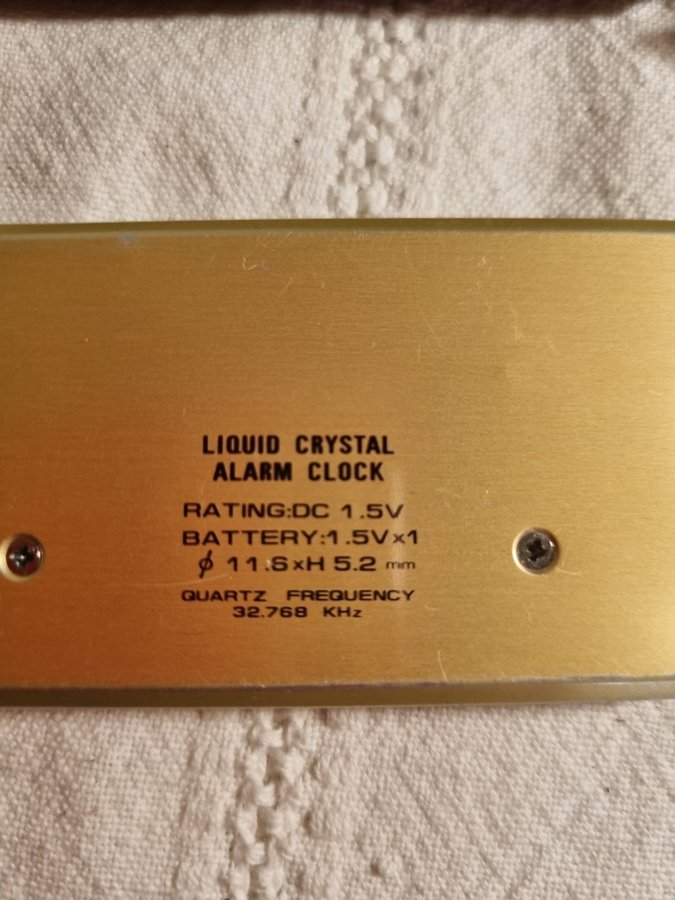 LIQUID CRYSTAL
ALARM CLOCK
RATING:DC 1.5V
BATTERY:1.5V×1
ϕ 11.6×H 5.2 mm
QUARTZ FREQUENCY
32.768 KHz